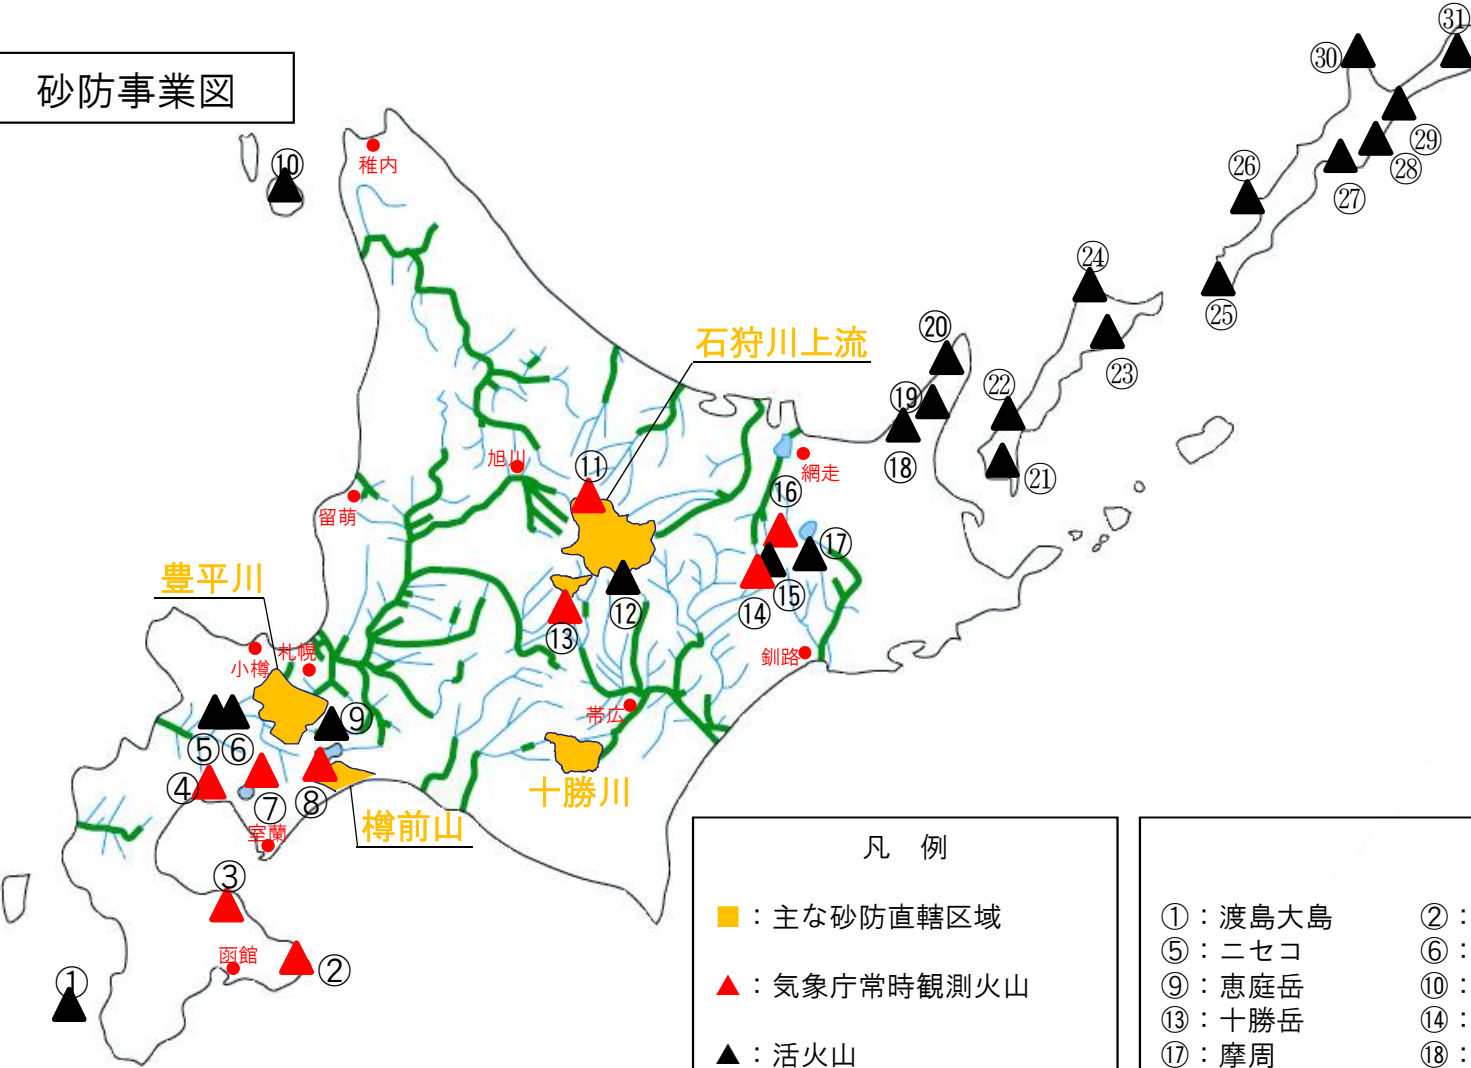 砂防事業図
㉛
㉚
㉙
㉘
㉗
㉖
㉕
㉔
㉓
㉒
㉑
⑳
⑲
⑱
⑩
稚内
石狩川上流
旭川
⑪
網走
留萌
⑯
⑰
⑮
⑭
⑫
⑬
豊平川
小樽
札幌
釧路
帯広
⑨
⑤
⑥
④
⑦
⑧
十勝川
樽前山
室蘭
③
函館
②
①
凡 例
■:主な砂防直轄区域
▲:気象庁常時観測火山
▲:活火山
①:渡島大島 ②:
⑤:ニセコ ⑥:
⑨:恵庭岳 ⑩:
⑬:十勝岳 ⑭:
⑰:摩周 ⑱: